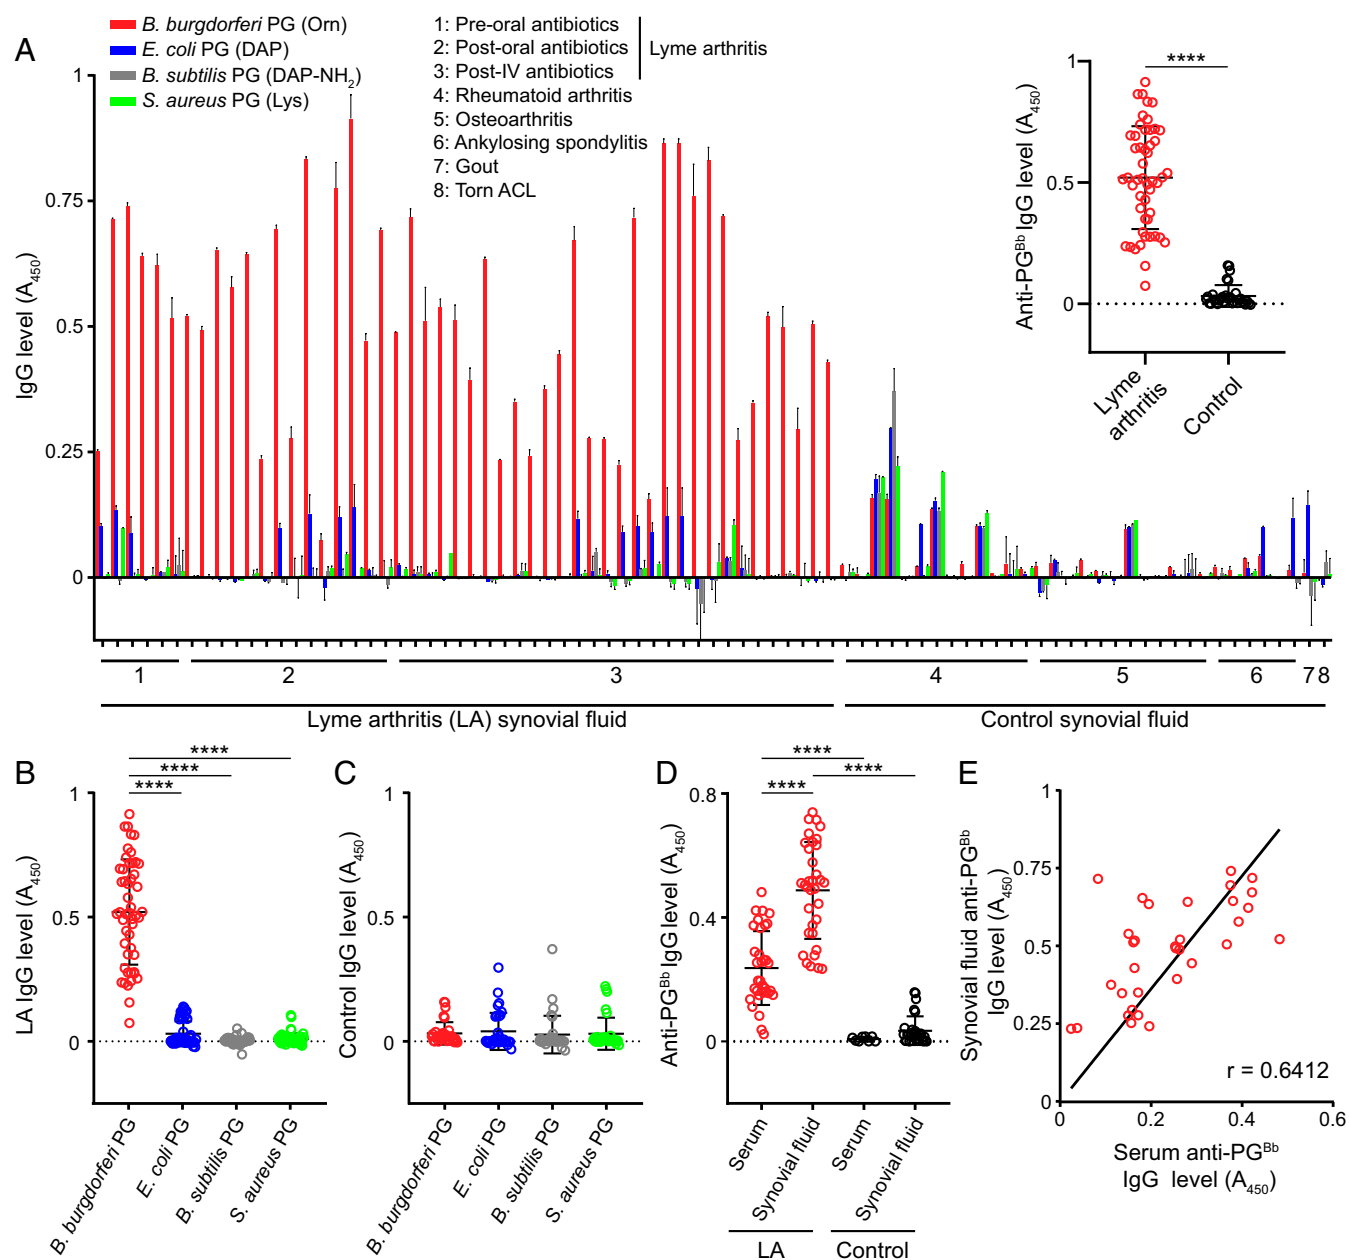 A
B. burgdorferi PG (Orn)
E. coli PG (DAP)
B. subtilis PG (DAP-NH2)
S. aureus PG (Lys)
1: Pre-oral antibiotics
2: Post-oral antibiotics
3: Post-IV antibiotics
Lyme arthritis
4: Rheumatoid arthritis
5: Osteoarthritis
6: Ankylosing spondylitis
7: Gout
8: Torn ACL
IgG level (A450)
1
0.75
0.5
0.25
0
1 2 3 4 5 6 7 8
Lyme arthritis (LA) synovial fluid
Control synovial fluid
Anti-PGBb IgG level (A450)
1
0.5
0
****
Lyme arthritis
Control
B
LA IgG level (A450)
1
0.5
0
****
****
****
B. burgdorferi PG
E. coli PG
B. subtilis PG
S. aureus PG
C
Control IgG level (A450)
1
0.5
0
B. burgdorferi PG
E. coli PG
B. subtilis PG
S. aureus PG
D
Anti-PGBb IgG level (A450)
0.8
0.4
0
****
****
****
Serum
Synovial fluid
Serum
Synovial fluid
LA
Control
E
Synovial fluid anti-PGBb
IgG level (A450)
1
0.75
0.5
0.25
0
r = 0.6412
0 0.2 0.4 0.6
Serum anti-PGBb
IgG level (A450)